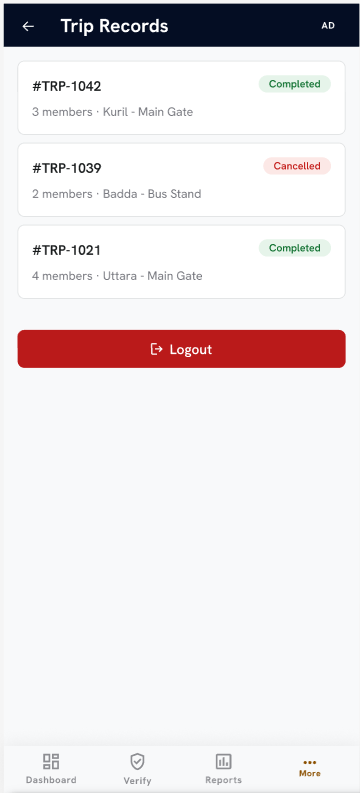 Trip Records
AD
#TRP-1042
Completed
3 members · Kuril - Main Gate
#TRP-1039
Cancelled
2 members · Badda - Bus Stand
#TRP-1021
Completed
4 members · Uttara - Main Gate
Logout
Dashboard
Verify
Reports
More